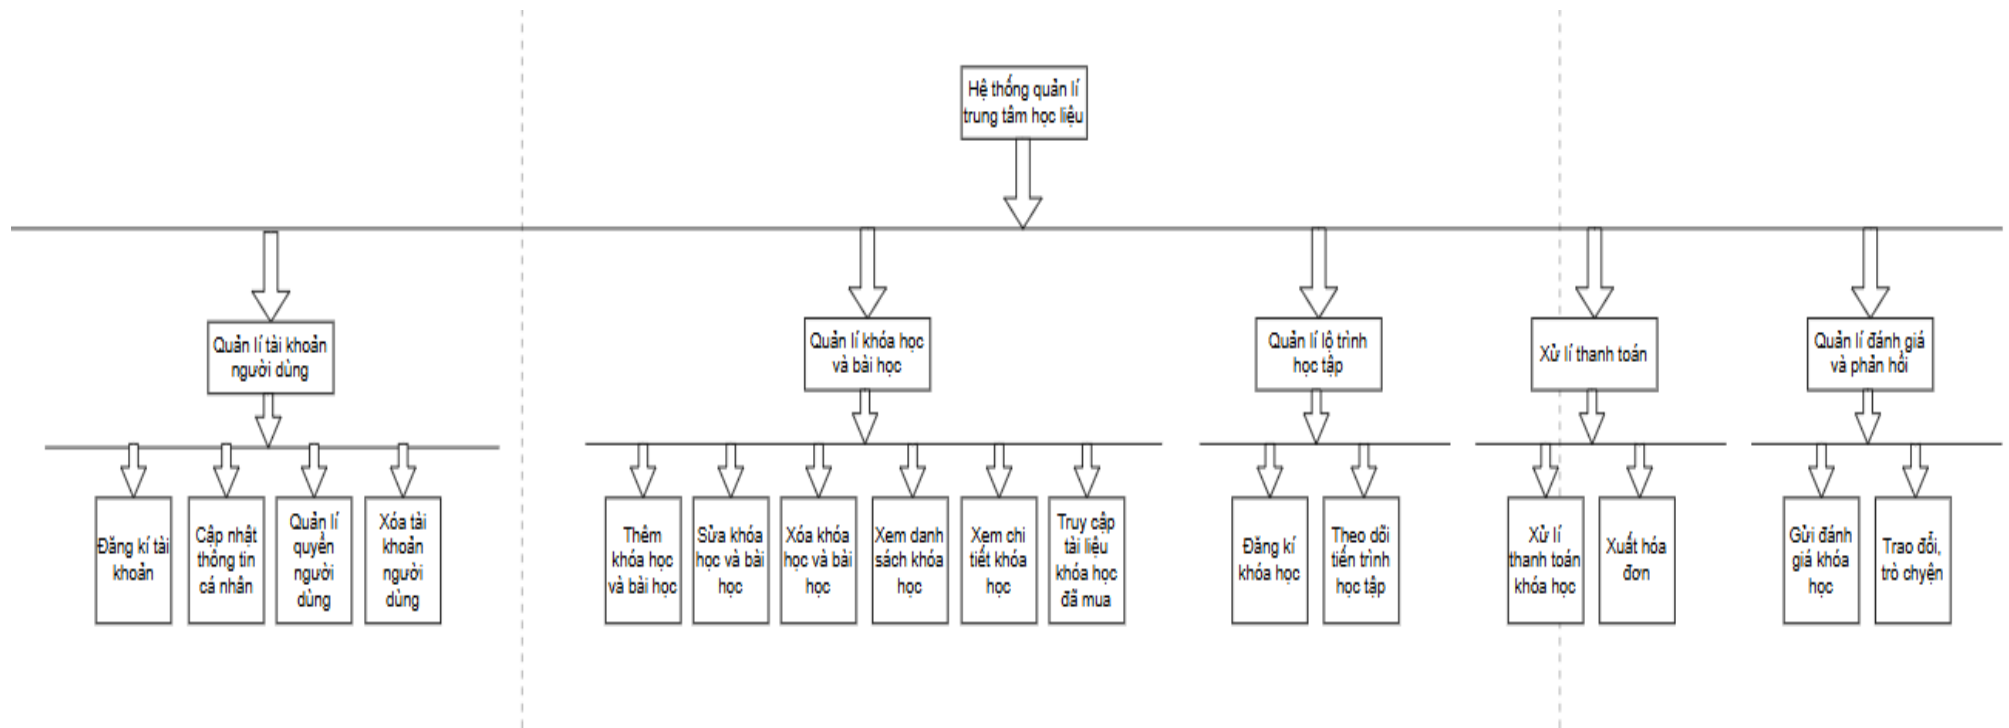 Hệ thống quản lí
trung tâm học liệu
Quản lí tài khoản
người dùng
Quản lí khóa học
và bài học
Quản lí lộ trình
học tập
Xử lí thanh toán
Quản lí đánh giá
và phản hồi
Đăng kí tài
khoản
Cập nhật
thông tin
cá nhân
Quản lí
quyền
người
dùng
Xóa tài
khoản
người
dùng
Thêm
khóa học
và bài học
Sửa khóa
học và bài
học
Xóa khóa
học và bài
học
Xem danh
sách khóa
học
Xem chi
tiết khóa
học
Truy cập
tài liệu
khóa học
đã mua
Đăng kí
khóa học
Theo dõi
tiến trình
học tập
Xử lí
thanh toán
khóa học
Xuất hóa
đơn
Gửi đánh
giá khóa
học
Trao đổi,
trò chyện